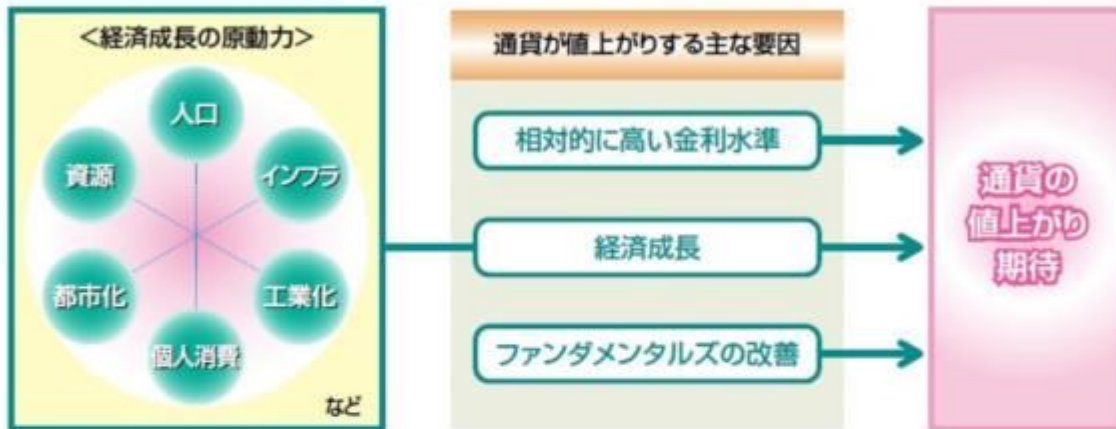 <経済成長の原動力>
人口
資源
インフラ
都市化
工業化
個人消費
など
通貨が値上がりする主な要因
相対的に高い金利水準
経済成長
ファンダメンタルズの改善
通貨の
値上がり
期待